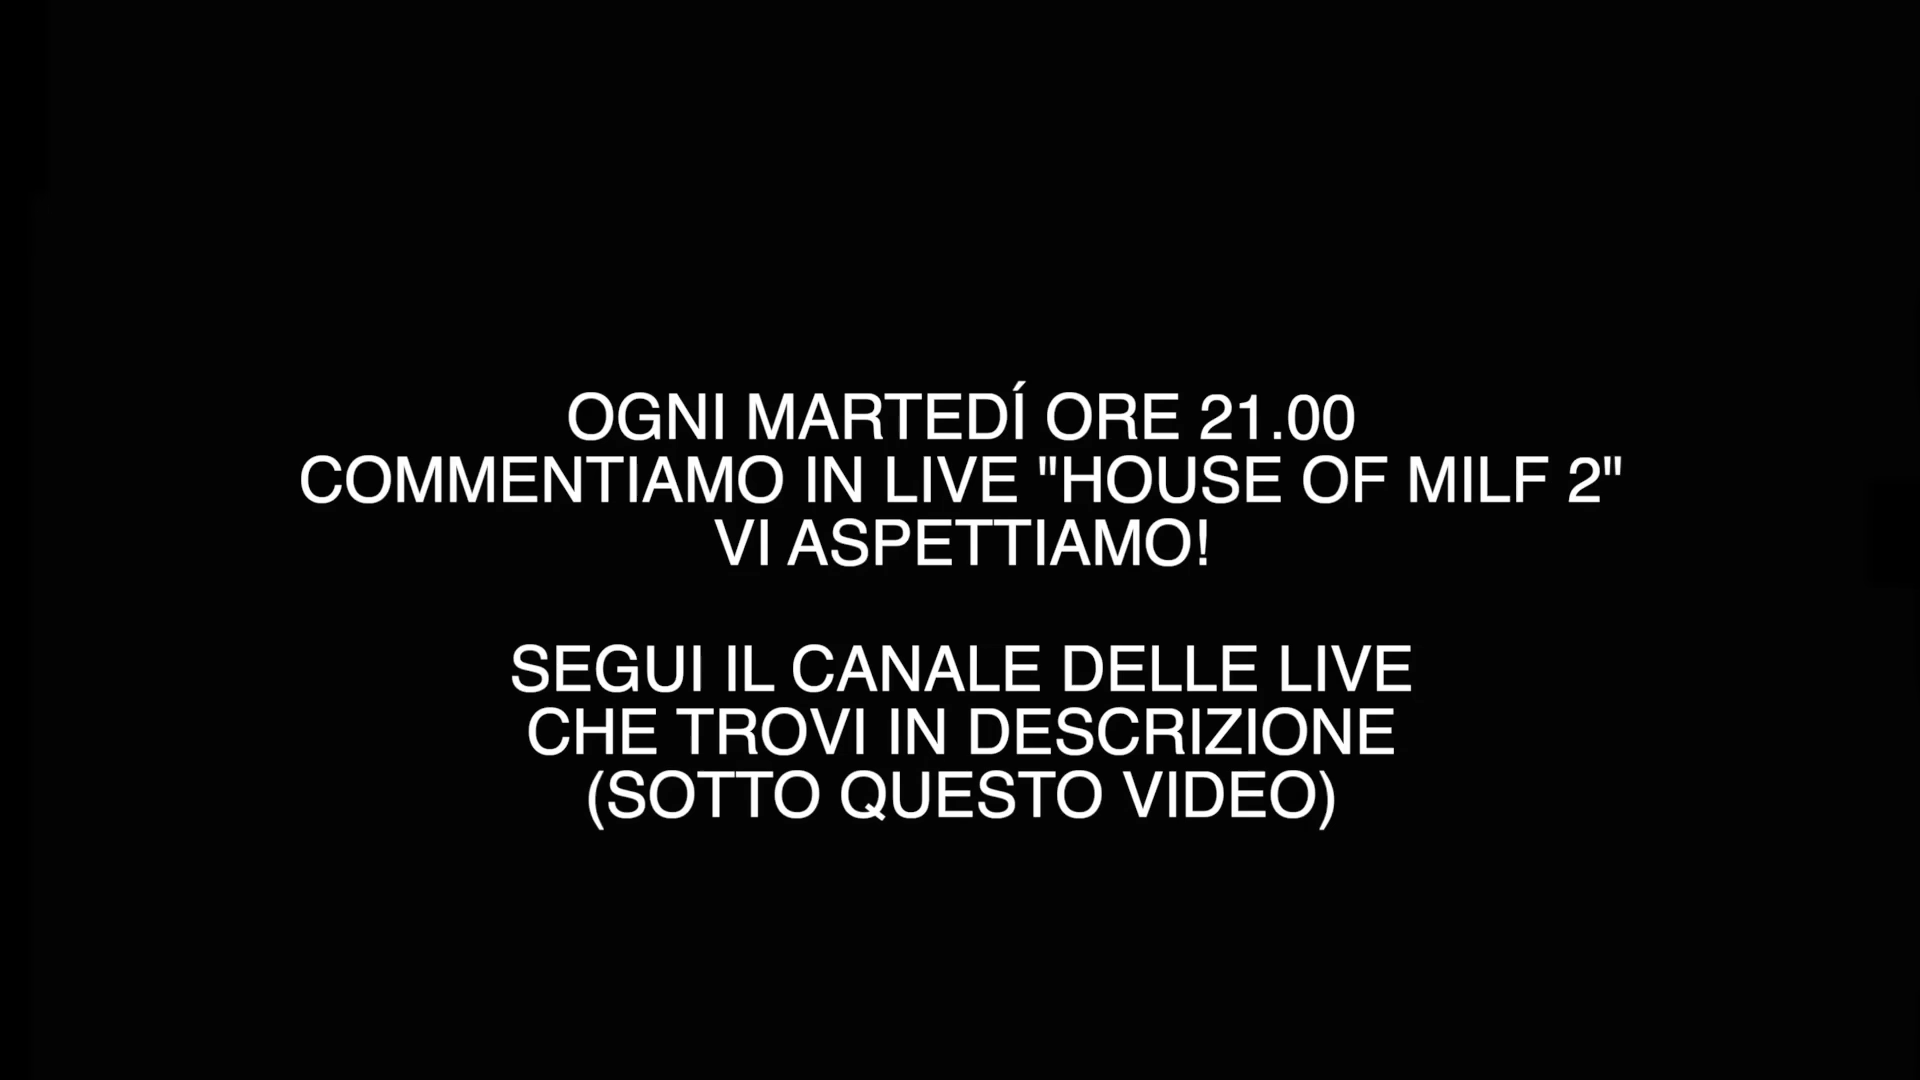 OGNI MARTEDÍ ORE 21.00
COMMENTIAMO IN LIVE "HOUSE OF MILF 2"
VI ASPETTIAMO!
SEGUI IL CANALE DELLE LIVE
CHE TROVI IN DESCRIZIONE
(SOTTO QUESTO VIDEO)